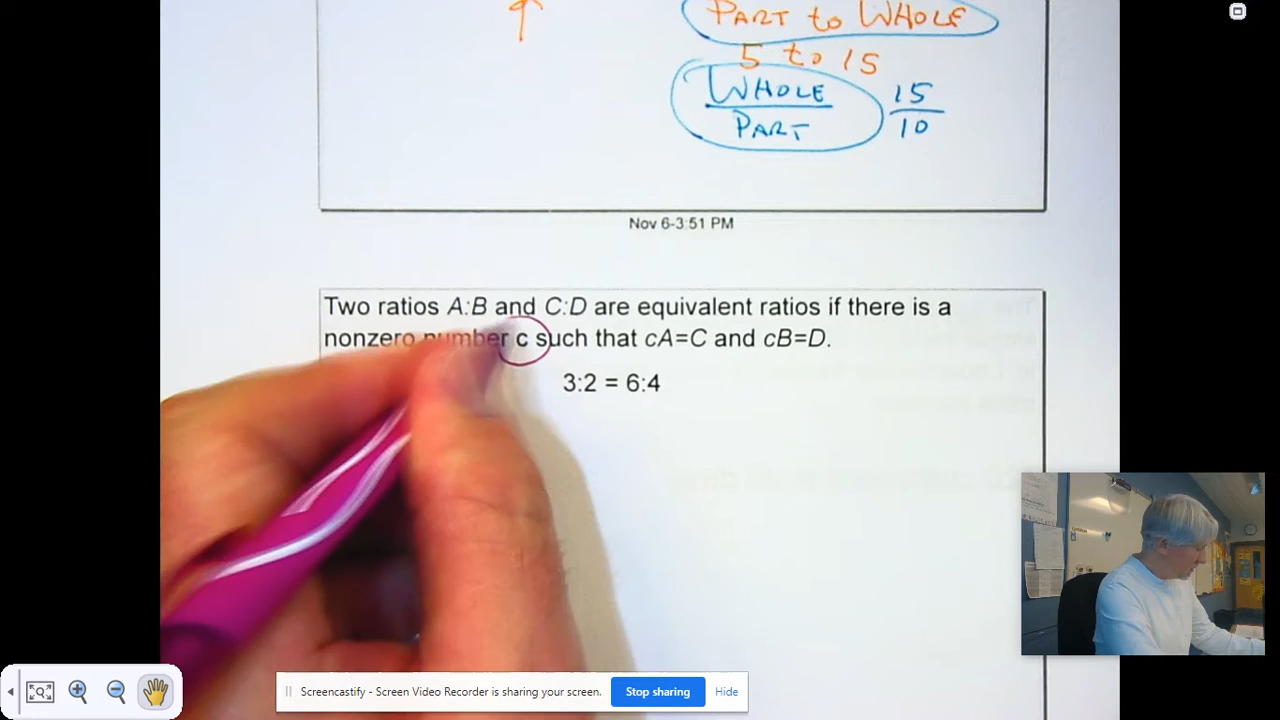 PART to WHOLE
5 to 15
WHOLE
PART
15
10
Nov 6-3:51 PM
Two ratios A:B and C:D are equivalent ratios if there is a
nonzero number c such that cA=C and cB=D.
3:2 = 6:4
Screencastify - Screen Video Recorder is sharing your screen.
Stop sharing
Hide